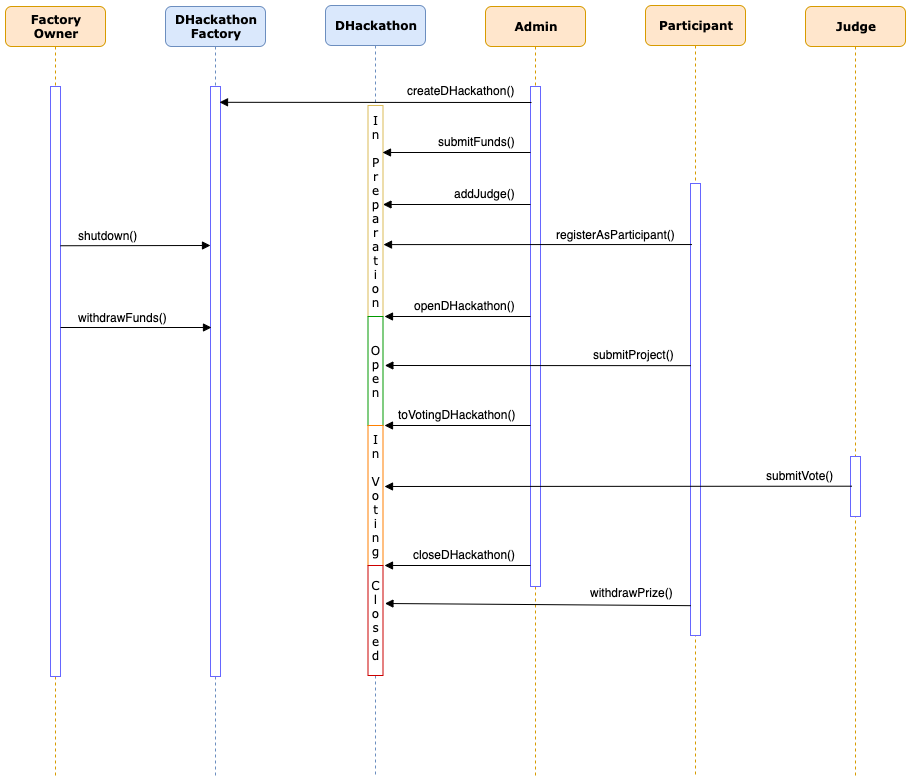 Factory
Owner
DHackathon
Factory
DHackathon
Admin
Participant
Judge
createDHackathon()
submitFunds()
addJudge()
shutdown()
registerAsParticipant()
openDHackathon()
withdrawFunds()
submitProject()
toVotingDHackathon()
submitVote()
closeDHackathon()
withdrawPrize()
In Preparation
Open
In Voting
Closed